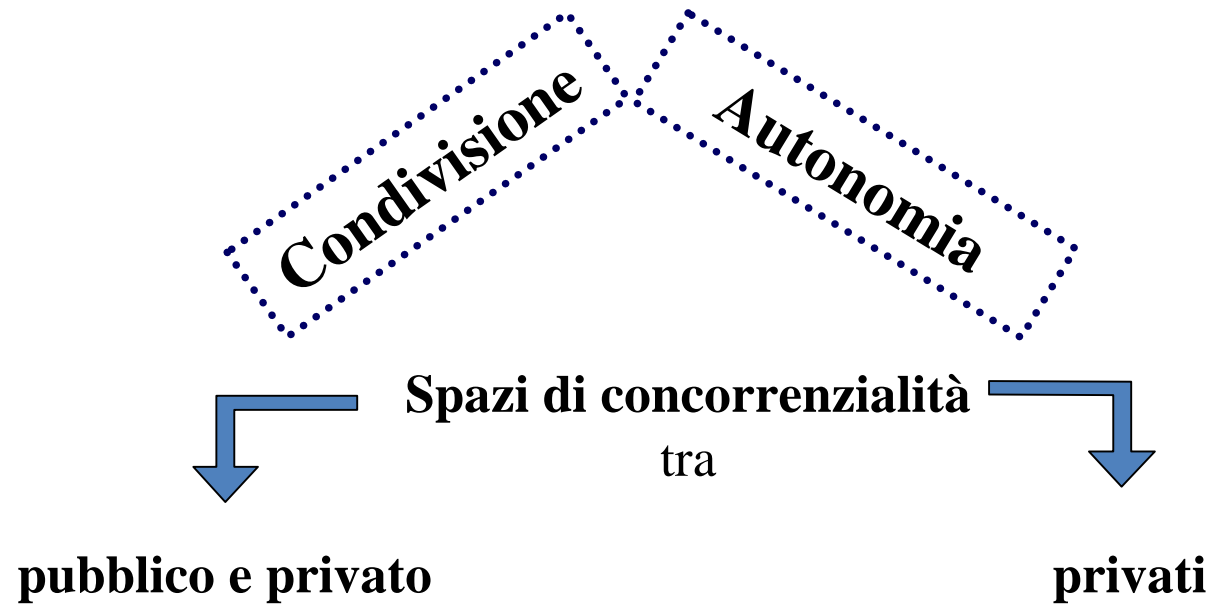 Condivisione
Autonomia
Spazi di concorrenzialità
tra
pubblico e privato
privati